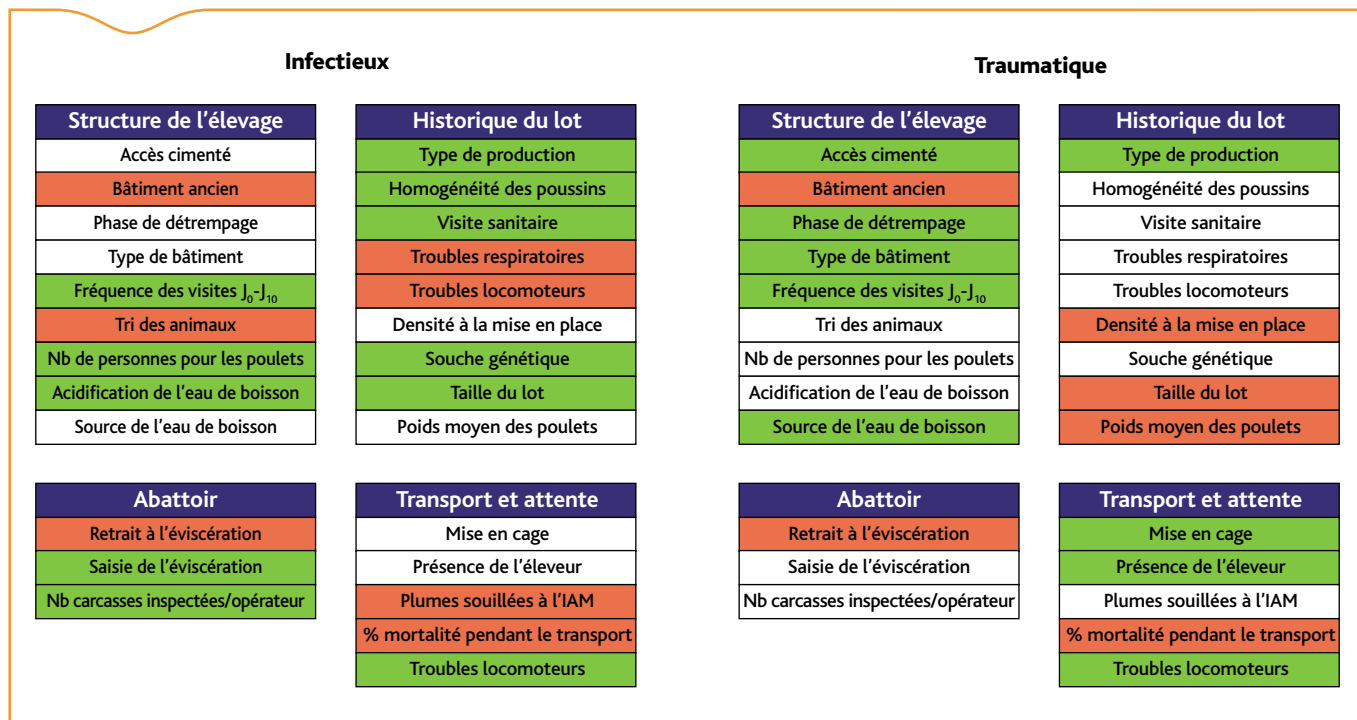 Infectieux
Structure de l'élevage
Accès cimenté
Bâtiment ancien
Phase de détrempage
Type de bâtiment
Fréquence des visites J₀-J₁₀
Tri des animaux
Nb de personnes pour les poulets
Acidification de l'eau de boisson
Source de l'eau de boisson
Historique du lot
Type de production
Homogénéité des poussins
Visite sanitaire
Troubles respiratoires
Troubles locomoteurs
Densité à la mise en place
Souche génétique
Taille du lot
Poids moyen des poulets
Abattoir
Retrait à l'éviscération
Saisie de l'éviscération
Nb carcasses inspectées/opérateur
Transport et attente
Mise en cage
Présence de l'éleveur
Plumes souillées à l'IAM
% mortalité pendant le transport
Troubles locomoteurs
Traumatique
Structure de l'élevage
Accès cimenté
Bâtiment ancien
Phase de détrempage
Type de bâtiment
Fréquence des visites J₀-J₁₀
Tri des animaux
Nb de personnes pour les poulets
Acidification de l'eau de boisson
Source de l'eau de boisson
Historique du lot
Type de production
Homogénéité des poussins
Visite sanitaire
Troubles respiratoires
Troubles locomoteurs
Densité à la mise en place
Souche génétique
Taille du lot
Poids moyen des poulets
Abattoir
Retrait à l'éviscération
Saisie de l'éviscération
Nb carcasses inspectées/opérateur
Transport et attente
Mise en cage
Présence de l'éleveur
Plumes souillées à l'IAM
% mortalité pendant le transport
Troubles locomoteurs